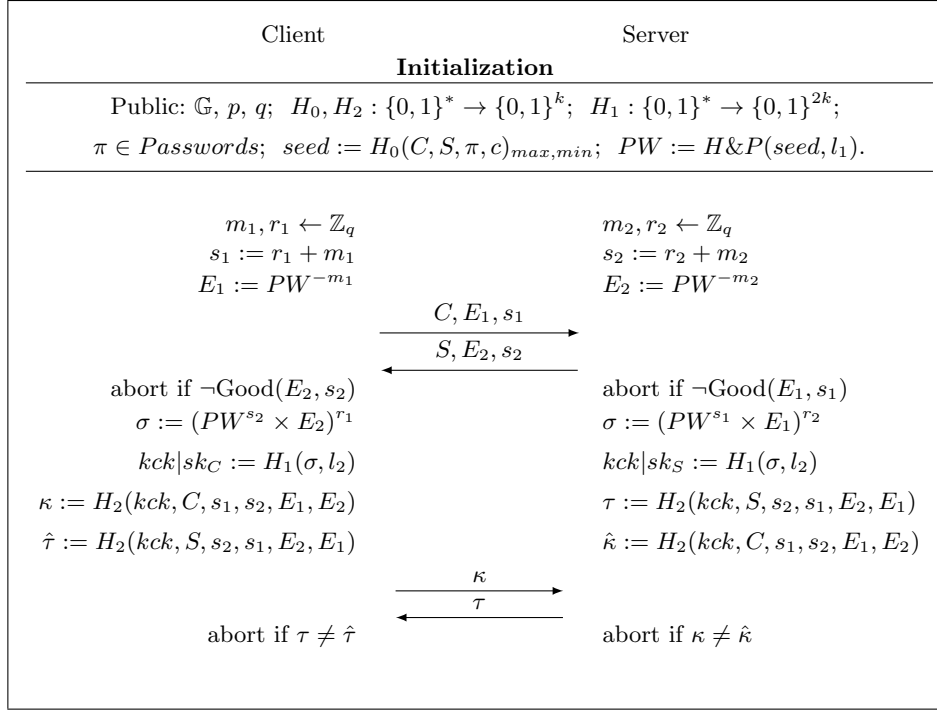 Client Server
Initialization
Public: 𝔾, p, q; H₀, H₂ : {0, 1}* → {0, 1}ᵏ; H₁ : {0, 1}* → {0, 1}²ᵏ;
π ∈ Passwords; seed := H₀(C, S, π, c)_{max,min}; PW := H&P(seed, l₁).
m₁, r₁ ← ℤ_q m₂, r₂ ← ℤ_q
s₁ := r₁ + m₁ s₂ := r₂ + m₂
E₁ := PW^{−m₁} E₂ := PW^{−m₂}
C, E₁, s₁
S, E₂, s₂
abort if ¬Good(E₂, s₂) abort if ¬Good(E₁, s₁)
σ := (PW^{s₂} × E₂)^{r₁} σ := (PW^{s₁} × E₁)^{r₂}
kck|sk_C := H₁(σ, l₂) kck|sk_S := H₁(σ, l₂)
κ := H₂(kck, C, s₁, s₂, E₁, E₂) τ := H₂(kck, S, s₂, s₁, E₂, E₁)
τ̂ := H₂(kck, S, s₂, s₁, E₂, E₁) κ̂ := H₂(kck, C, s₁, s₂, E₁, E₂)
κ
τ
abort if τ ≠ τ̂ abort if κ ≠ κ̂